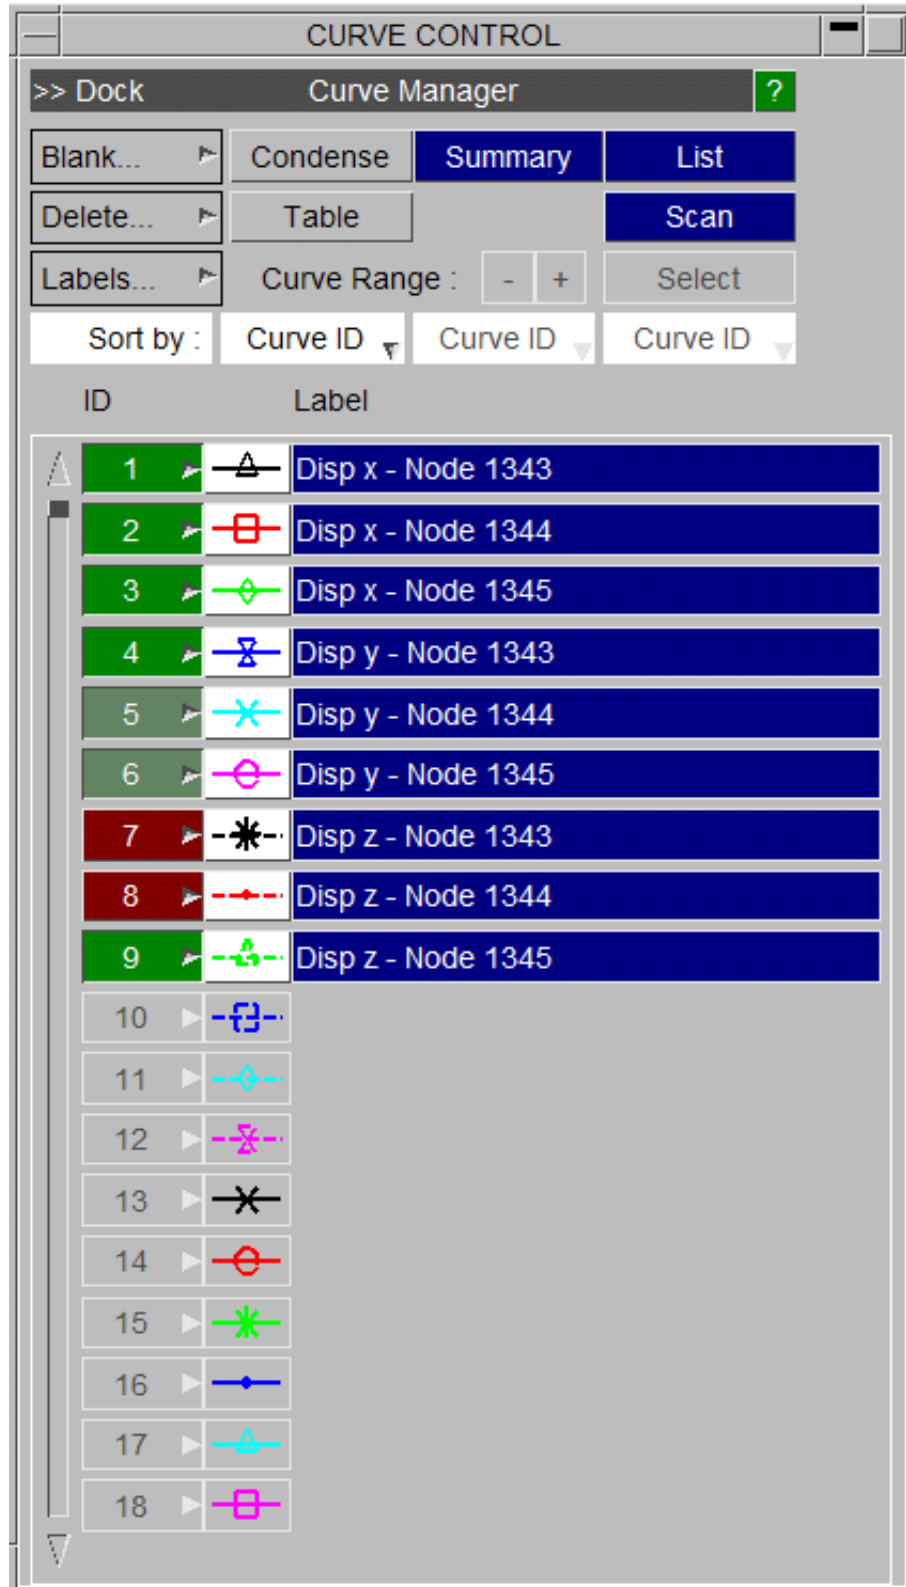 CURVE CONTROL
>> Dock Curve Manager ?
Blank... Condense Summary List
Delete... Table Scan
Labels... Curve Range : - + Select
Sort by : Curve ID Curve ID Curve ID
ID Label
1 Disp x - Node 1343
2 Disp x - Node 1344
3 Disp x - Node 1345
4 Disp y - Node 1343
5 Disp y - Node 1344
6 Disp y - Node 1345
7 Disp z - Node 1343
8 Disp z - Node 1344
9 Disp z - Node 1345
10
11
12
13
14
15
16
17
18